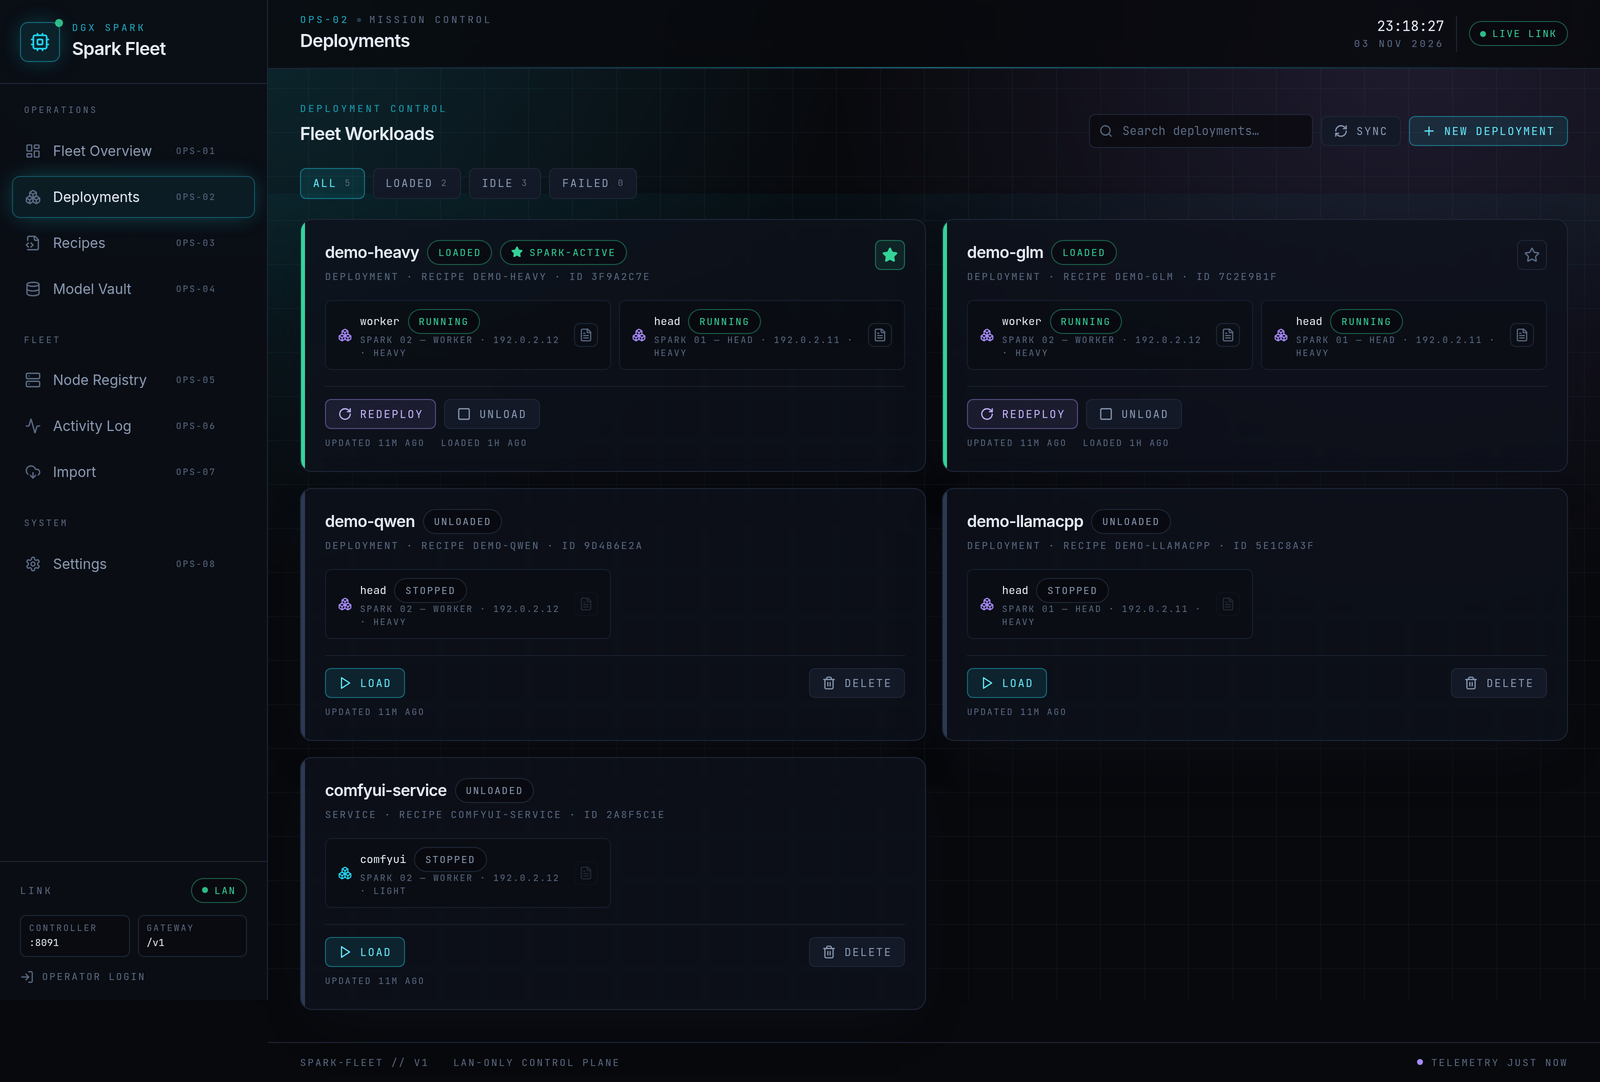 DGX SPARK
Spark Fleet
OPERATIONS
Fleet Overview OPS-01
Deployments OPS-02
Recipes OPS-03
Model Vault OPS-04
FLEET
Node Registry OPS-05
Activity Log OPS-06
Import OPS-07
SYSTEM
Settings OPS-08
LINK LAN
CONTROLLER
:8091
GATEWAY
/v1
OPERATOR LOGIN
OPS-02 MISSION CONTROL
Deployments
23:18:27
03 NOV 2026
LIVE LINK
DEPLOYMENT CONTROL
Fleet Workloads
Search deployments…
SYNC
NEW DEPLOYMENT
ALL 5
LOADED 2
IDLE 3
FAILED 0
demo-heavy LOADED SPARK-ACTIVE
DEPLOYMENT · RECIPE DEMO-HEAVY · ID 3F9A2C7E
worker RUNNING
SPARK 02 — WORKER · 192.0.2.12
· HEAVY
head RUNNING
SPARK 01 — HEAD · 192.0.2.11 ·
HEAVY
REDEPLOY
UNLOAD
UPDATED 11M AGO LOADED 1H AGO
demo-glm LOADED
DEPLOYMENT · RECIPE DEMO-GLM · ID 7C2E9B1F
worker RUNNING
SPARK 02 — WORKER · 192.0.2.12
· HEAVY
head RUNNING
SPARK 01 — HEAD · 192.0.2.11 ·
HEAVY
REDEPLOY
UNLOAD
UPDATED 11M AGO LOADED 1H AGO
demo-qwen UNLOADED
DEPLOYMENT · RECIPE DEMO-QWEN · ID 9D4B6E2A
head STOPPED
SPARK 02 — WORKER · 192.0.2.12
· HEAVY
LOAD
DELETE
UPDATED 11M AGO
demo-llamacpp UNLOADED
DEPLOYMENT · RECIPE DEMO-LLAMACPP · ID 5E1C8A3F
head STOPPED
SPARK 01 — HEAD · 192.0.2.11 ·
HEAVY
LOAD
DELETE
UPDATED 11M AGO
comfyui-service UNLOADED
SERVICE · RECIPE COMFYUI-SERVICE · ID 2A8F5C1E
comfyui STOPPED
SPARK 02 — WORKER · 192.0.2.12
· LIGHT
LOAD
DELETE
UPDATED 11M AGO
SPARK-FLEET // V1 LAN-ONLY CONTROL PLANE
TELEMETRY JUST NOW